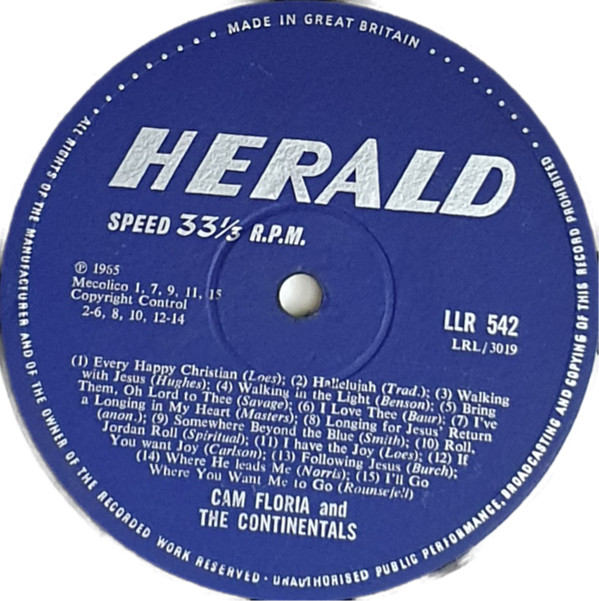 MADE IN GREAT BRITAIN
HERALD
SPEED 33⅓ R.P.M.
℗ 1965
Mecolico 1, 7, 9, 11, 15
Copyright Control
2-6, 8, 10, 12-14
LLR 542
LRL/3019
(1) Every Happy Christian (Loes); (2) Hallelujah (Trad.); (3) Walking
with Jesus (Hughes); (4) Walking in the Light (Benson); (5) Bring
Them, Oh Lord to Thee (Savage); (6) I Love Thee (Baur); (7) I've
a Longing in My Heart (Masters); (8) Longing for Jesus' Return
(anon.); (9) Somewhere Beyond the Blue (Smith); (10) Roll,
Jordan Roll (Spiritual); (11) I have the Joy (Loes); (12) If
You want Joy (Carlson); (13) Following Jesus (Burch);
(14) Where He leads Me (Norris); (15) I'll Go
Where You Want Me to Go (Rounsefell)
CAM FLORIA and
THE CONTINENTALS
ALL RIGHTS OF THE MANUFACTURER AND OF THE OWNER OF THE RECORDED WORK RESERVED · UNAUTHORISED PUBLIC PERFORMANCE, BROADCASTING AND COPYING OF THIS RECORD PROHIBITED